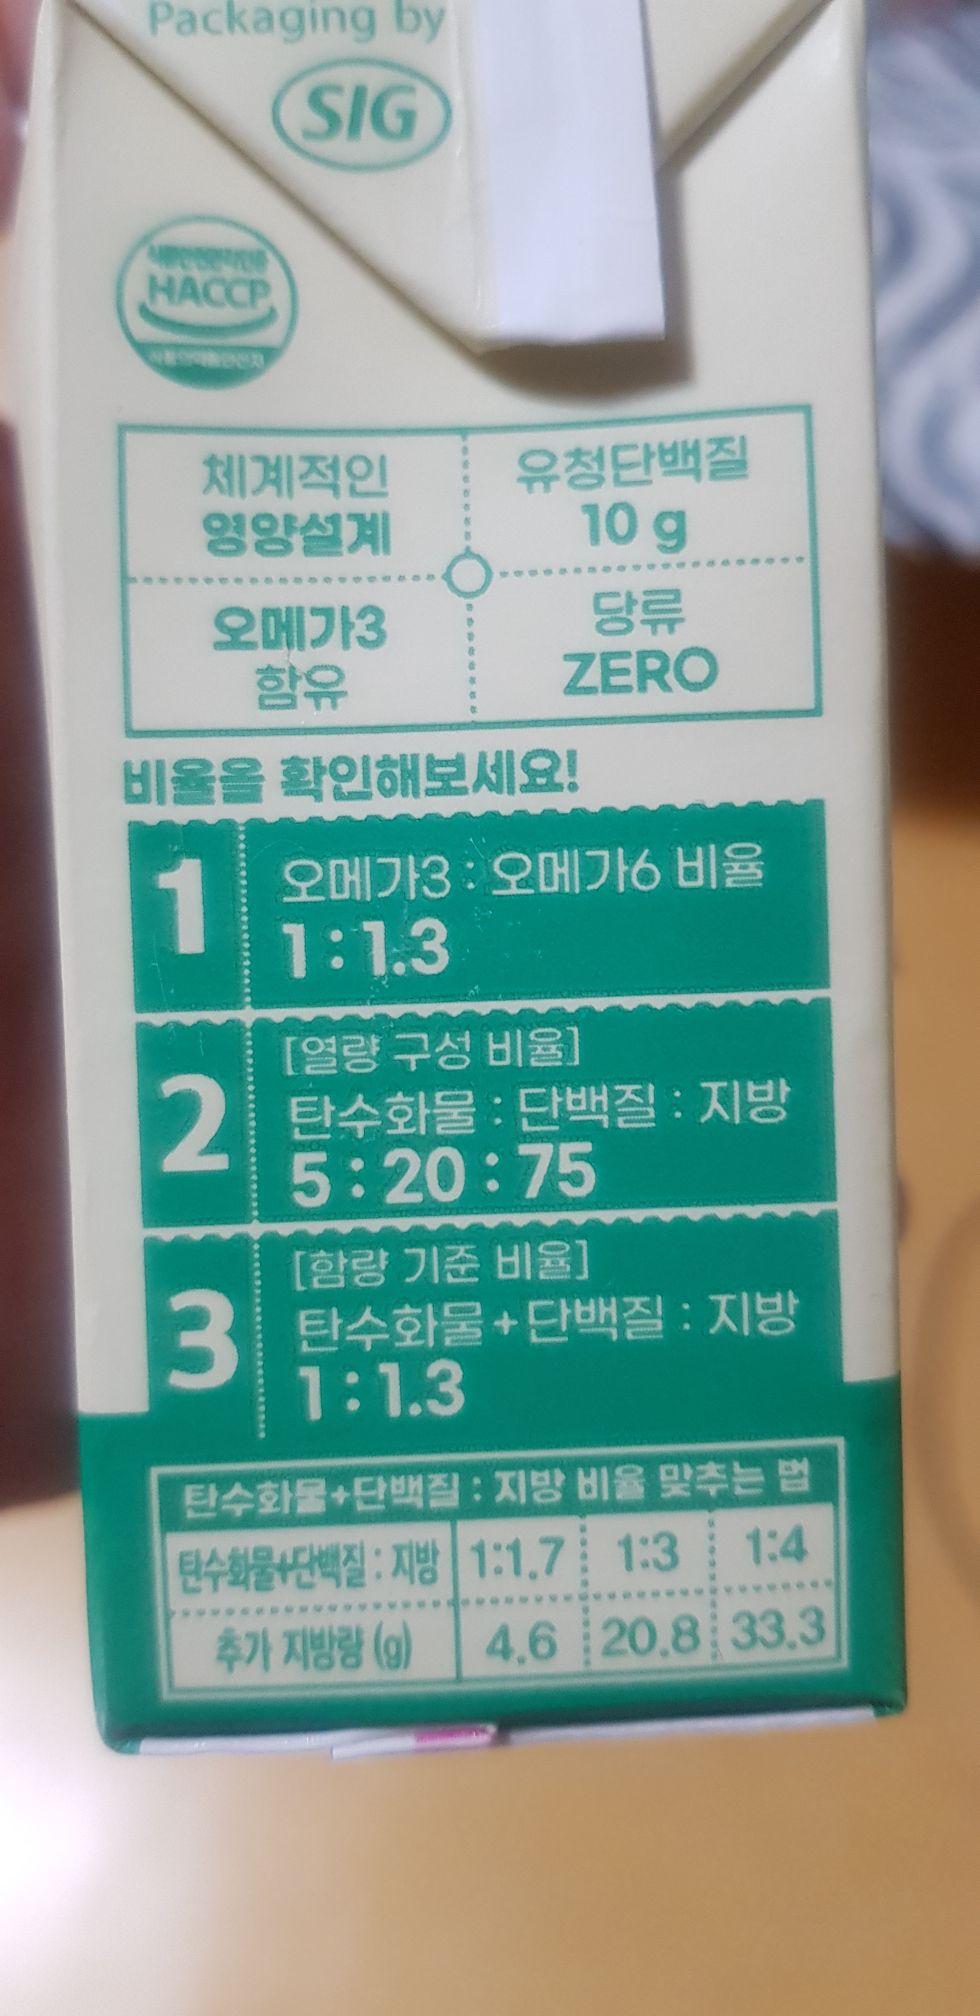 Packaging by
SIG
HACCP
체계적인
영양설계
유청단백질
10 g
오메가3
함유
당류
ZERO
비율을 확인해보세요!
1
오메가3 : 오메가6 비율
1 : 1.3
2
[열량 구성 비율]
탄수화물 : 단백질 : 지방
5 : 20 : 75
3
[함량 기준 비율]
탄수화물+단백질 : 지방
1 : 1.3
탄수화물+단백질 : 지방 비율 맞추는 법
탄수화물+단백질 : 지방 1:1.7 1:3 1:4
추가 지방량 (g) 4.6 20.8 33.3